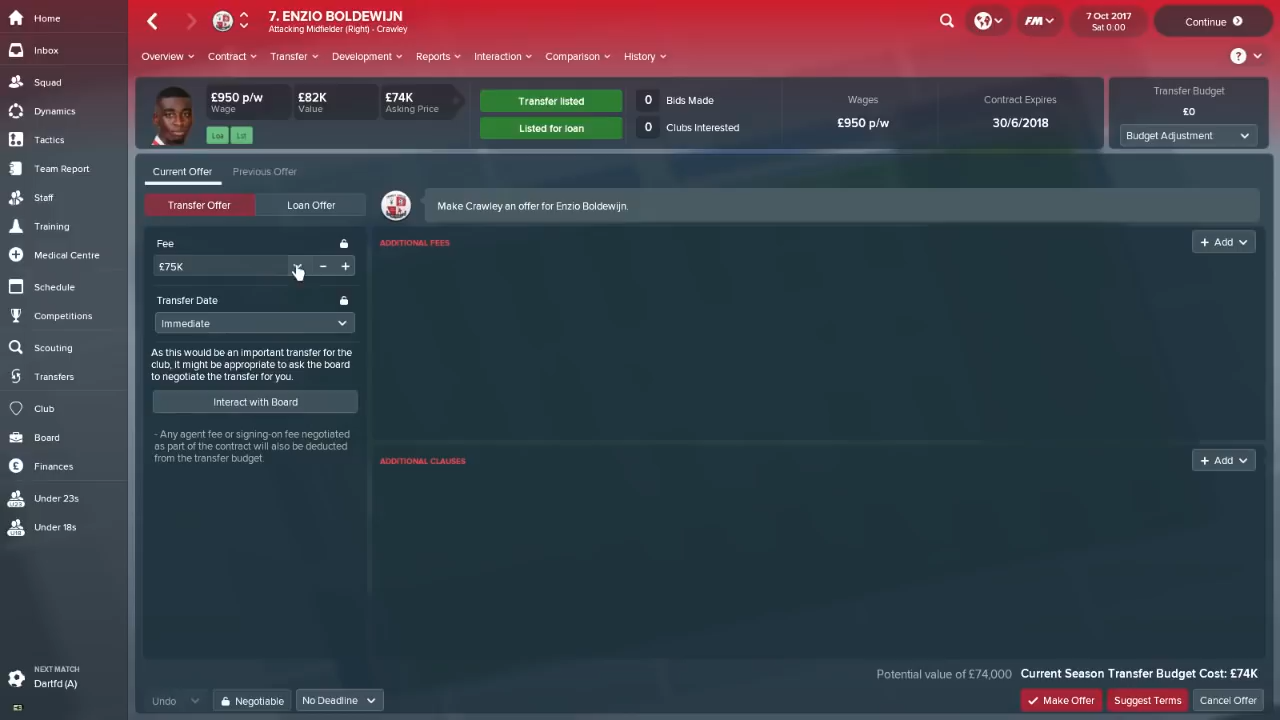 Home
Inbox
Squad
Dynamics
Tactics
Team Report
Staff
Training
Medical Centre
Schedule
Competitions
Scouting
Transfers
Club
Board
Finances
Under 23s
Under 18s
NEXT MATCH
Dartfd (A)
7. ENZIO BOLDEWIJN
Attacking Midfielder (Right) - Crawley
FM
7 Oct 2017
Sat 0:00
Continue
Overview
Contract
Transfer
Development
Reports
Interaction
Comparison
History
?
£950 p/w
Wage
£82K
Value
£74K
Asking Price
Loa
Lst
Transfer listed
Listed for loan
0 Bids Made
0 Clubs Interested
Wages
£950 p/w
Contract Expires
30/6/2018
Transfer Budget
£0
Budget Adjustment
Current Offer
Previous Offer
Transfer Offer
Loan Offer
Make Crawley an offer for Enzio Boldewijn.
Fee
£75K
Transfer Date
Immediate
As this would be an important transfer for the
club, it might be appropriate to ask the board
to negotiate the transfer for you.
Interact with Board
- Any agent fee or signing-on fee negotiated
as part of the contract will also be deducted
from the transfer budget.
ADDITIONAL FEES
+ Add
ADDITIONAL CLAUSES
+ Add
Potential value of £74,000
Current Season Transfer Budget Cost: £74K
Undo
Negotiable
No Deadline
Make Offer
Suggest Terms
Cancel Offer